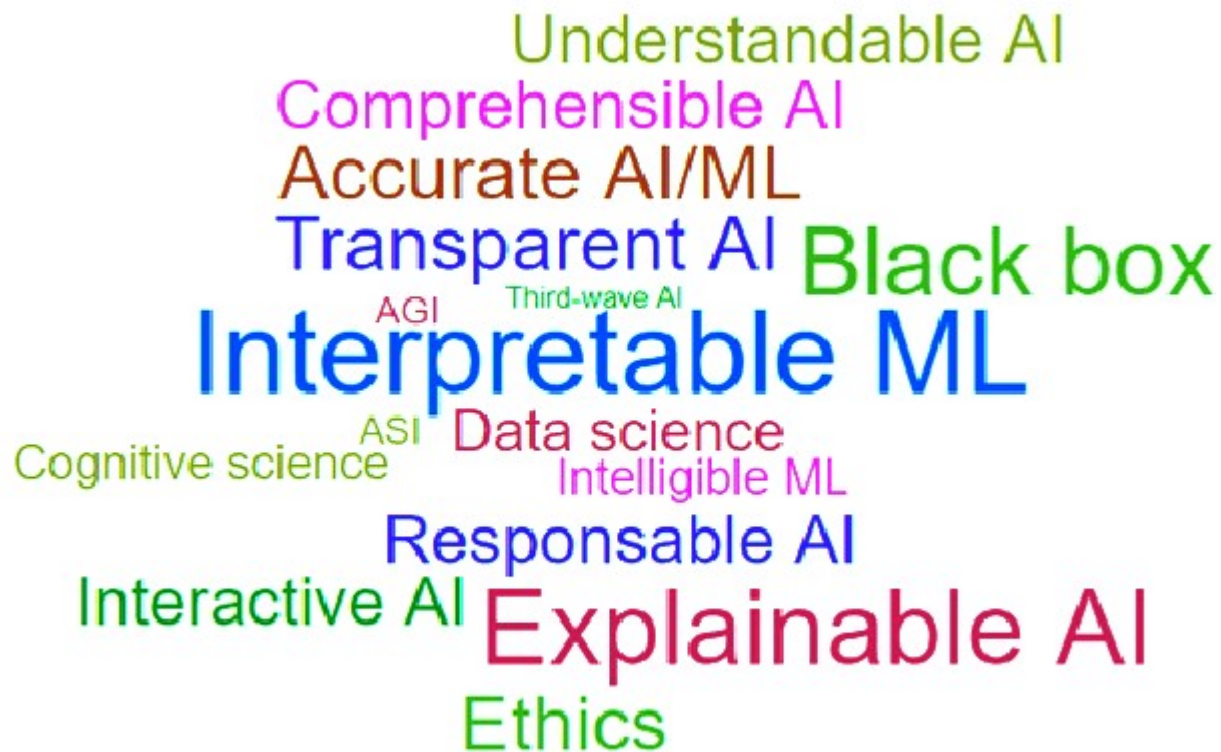 Understandable AI
Comprehensible AI
Accurate AI/ML
Transparent AI
Black box
Third-wave AI
AGI
Interpretable ML
ASI
Data science
Cognitive science
Intelligible ML
Responsable AI
Interactive AI
Explainable AI
Ethics